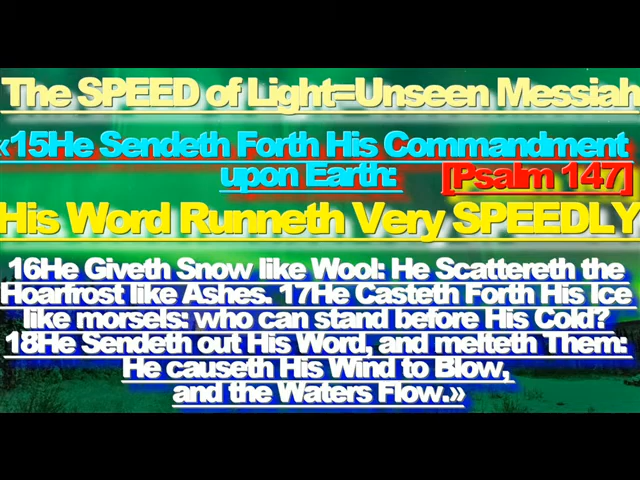 The SPEED of Light=Unseen Messiah
«15He Sendeth Forth His Commandment
upon Earth: [Psalm 147]
His Word Runneth Very SPEEDLY
16He Giveth Snow like Wool: He Scattereth the
Hoarfrost like Ashes. 17He Casteth Forth His Ice
like morsels: who can stand before His Cold?
18He Sendeth out His Word, and melteth Them:
He causeth His Wind to Blow,
and the Waters Flow.»